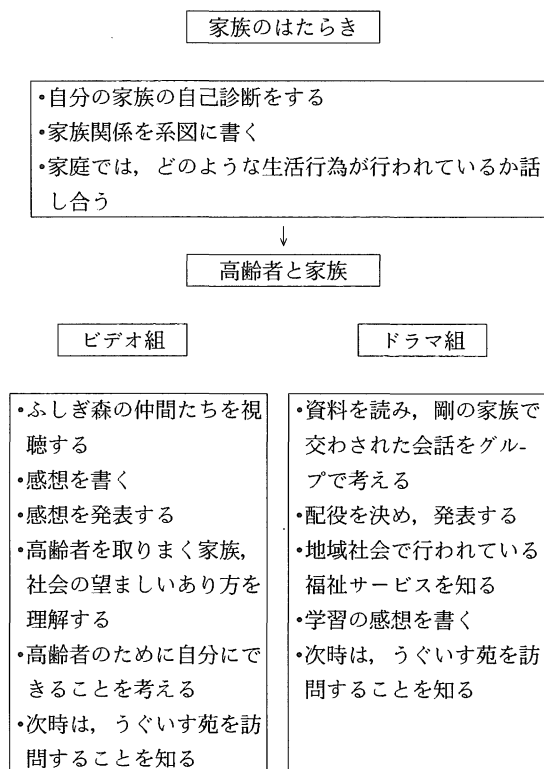 家族のはたらき
・自分の家族の自己診断をする
・家族関係を系図に書く
・家庭では，どのような生活行為が行われているか話
し合う
↓
高齢者と家族
ビデオ組
・ふしぎ森の仲間たちを視
聴する
・感想を書く
・感想を発表する
・高齢者を取りまく家族，
社会の望ましいあり方を
理解する
・高齢者のために自分にで
きることを考える
・次時は，うぐいす苑を訪
問することを知る
ドラマ組
・資料を読み，剛の家族で
交わされた会話をグル-
プで考える
・配役を決め，発表する
・地域社会で行われている
福祉サービスを知る
・学習の感想を書く
・次時は，うぐいす苑を訪
問することを知る